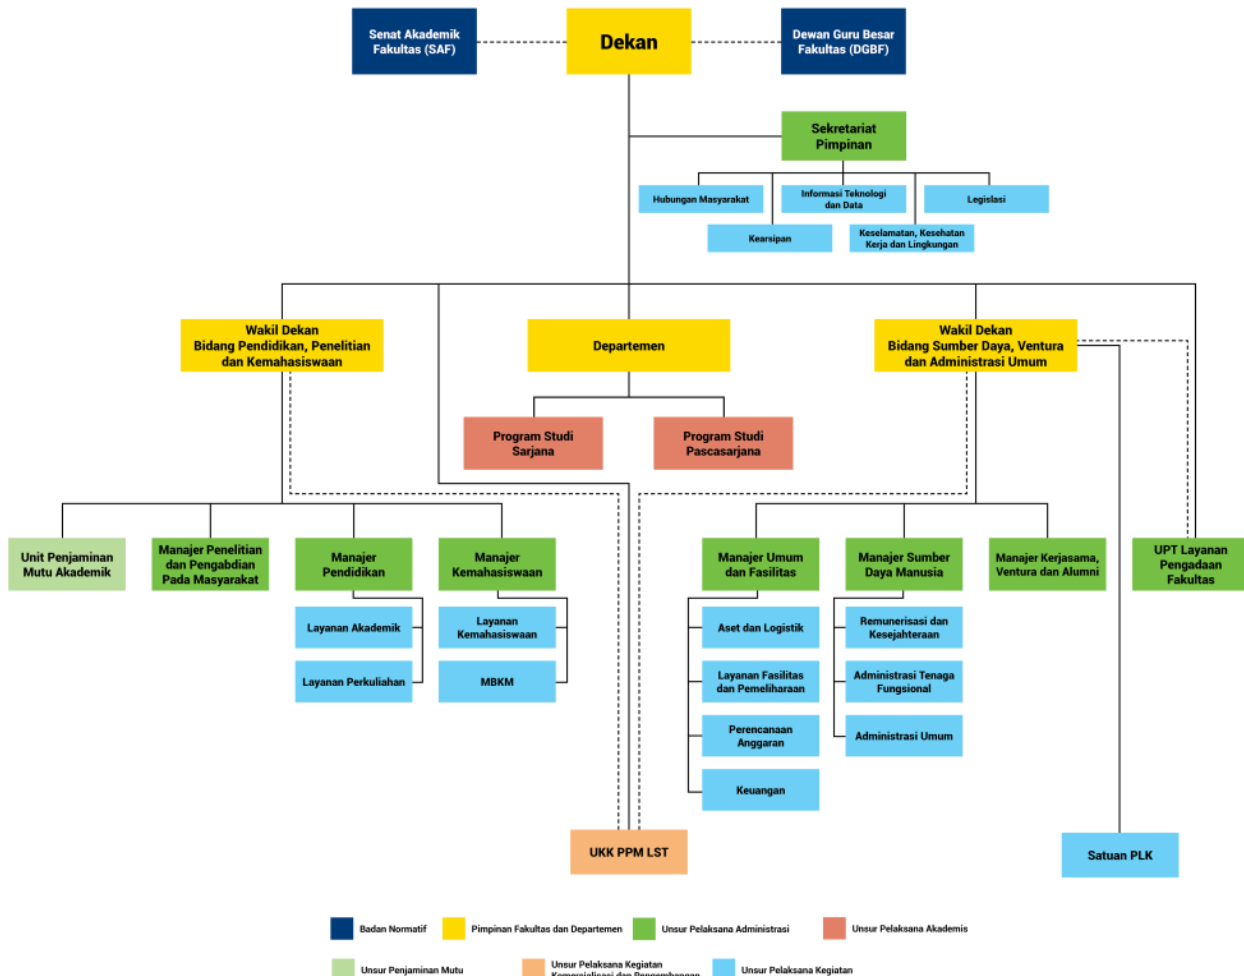 Senat Akademik
Fakultas (SAF)
Dekan
Dewan Guru Besar
Fakultas (DGBF)
Sekretariat
Pimpinan
Hubungan Masyarakat
Informasi Teknologi
dan Data
Legislasi
Kearsipan
Keselamatan, Kesehatan
Kerja dan Lingkungan
Wakil Dekan
Bidang Pendidikan, Penelitian
dan Kemahasiswaan
Departemen
Wakil Dekan
Bidang Sumber Daya, Ventura
dan Administrasi Umum
Program Studi
Sarjana
Program Studi
Pascasarjana
Unit Penjaminan
Mutu Akademik
Manajer Penelitian
dan Pengabdian
Pada Masyarakat
Manajer
Pendidikan
Manajer
Kemahasiswaan
Manajer Umum
dan Fasilitas
Manajer Sumber
Daya Manusia
Manajer Kerjasama,
Ventura dan Alumni
UPT Layanan
Pengadaan
Fakultas
Layanan Akademik
Layanan
Kemahasiswaan
Aset dan Logistik
Remunerisasi dan
Kesejahteraan
Layanan Perkuliahan
MBKM
Layanan Fasilitas
dan Pemeliharaan
Administrasi Tenaga
Fungsional
Perencanaan
Anggaran
Administrasi Umum
Keuangan
UKK PPM LST
Satuan PLK
Badan Normatif
Pimpinan Fakultas dan Departemen
Unsur Pelaksana Administrasi
Unsur Pelaksana Akademis
Unsur Penjaminan Mutu
Unsur Pelaksana Kegiatan
Komersialisasi dan Pengembangan
Unsur Pelaksana Kegiatan